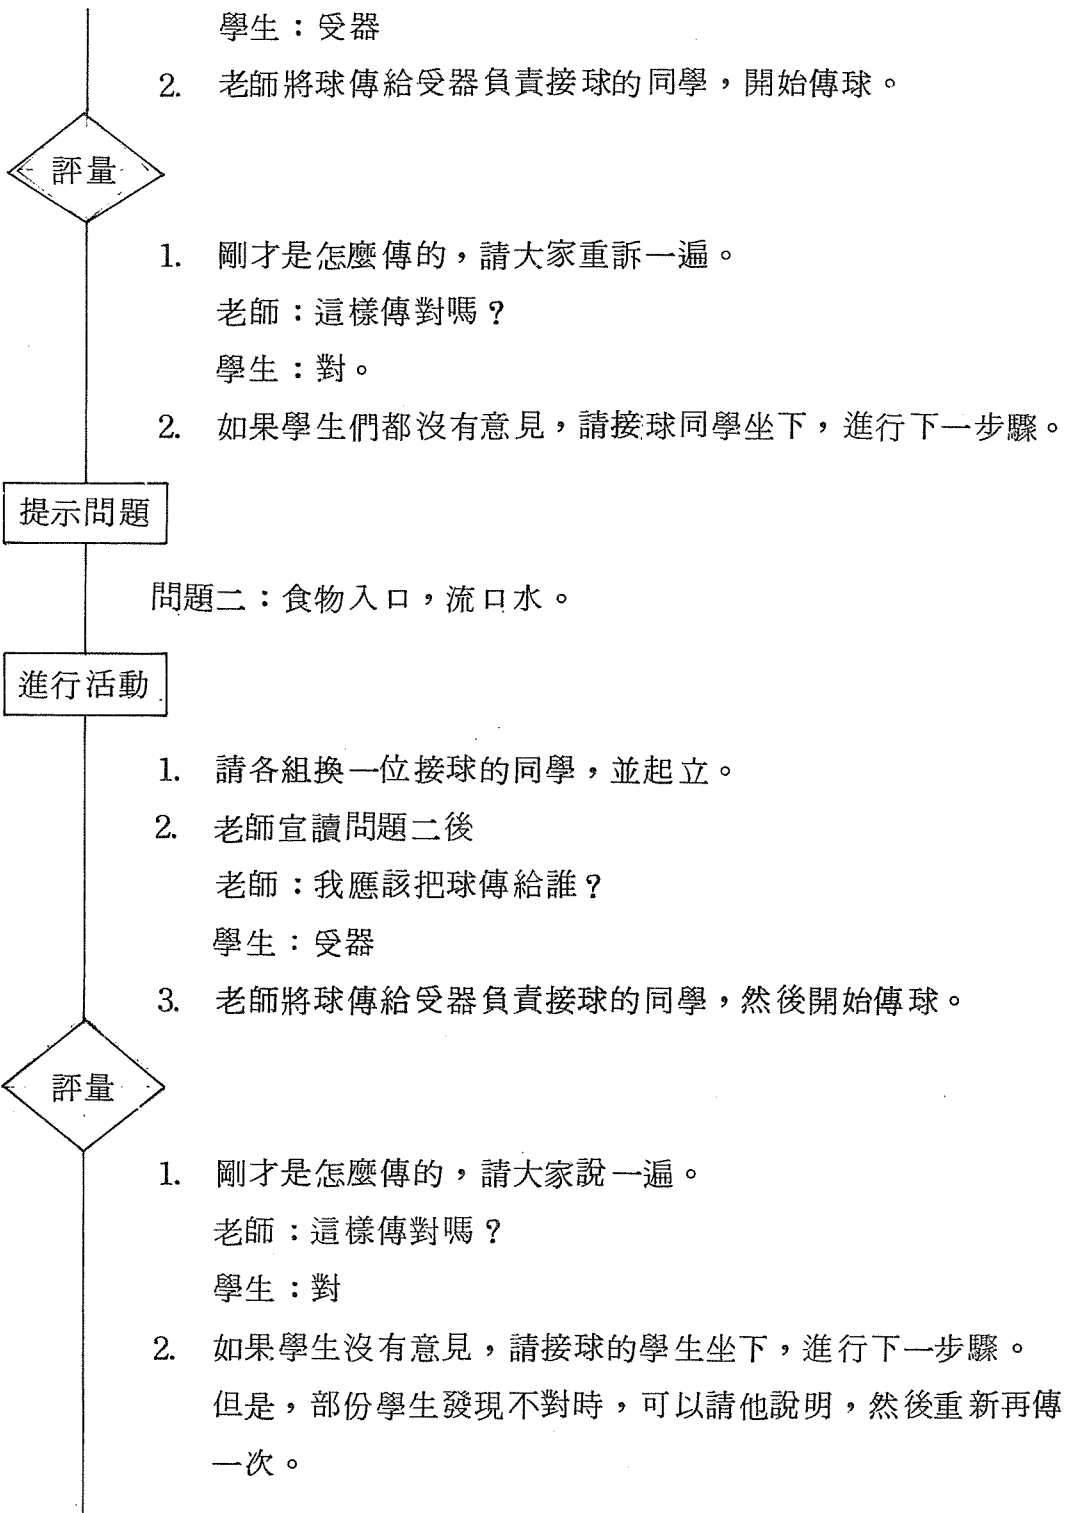 學生：受器
2. 老師將球傳給受器負責接球的同學，開始傳球。
評量
1. 剛才是怎麼傳的，請大家重訴一遍。
老師：這樣傳對嗎？
學生：對。
2. 如果學生們都沒有意見，請接球同學坐下，進行下一步驟。
提示問題
問題二：食物入口，流口水。
進行活動
1. 請各組換一位接球的同學，並起立。
2. 老師宣讀問題二後
老師：我應該把球傳給誰？
學生：受器
3. 老師將球傳給受器負責接球的同學，然後開始傳球。
評量
1. 剛才是怎麼傳的，請大家說一遍。
老師：這樣傳對嗎？
學生：對
2. 如果學生沒有意見，請接球的學生坐下，進行下一步驟。
但是，部份學生發現不對時，可以請他說明，然後重新再傳
一次。